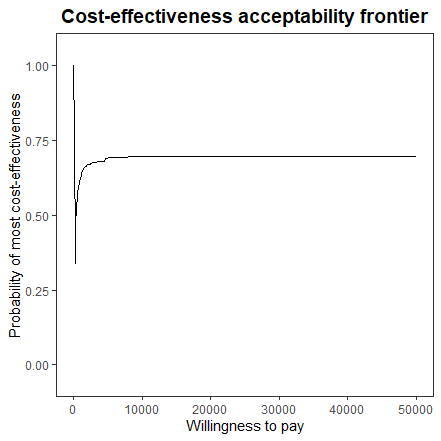 Cost-effectiveness acceptability frontier
Probability of most cost-effectiveness
1.00
0.75
0.50
0.25
0.00
0 10000 20000 30000 40000 50000
Willingness to pay